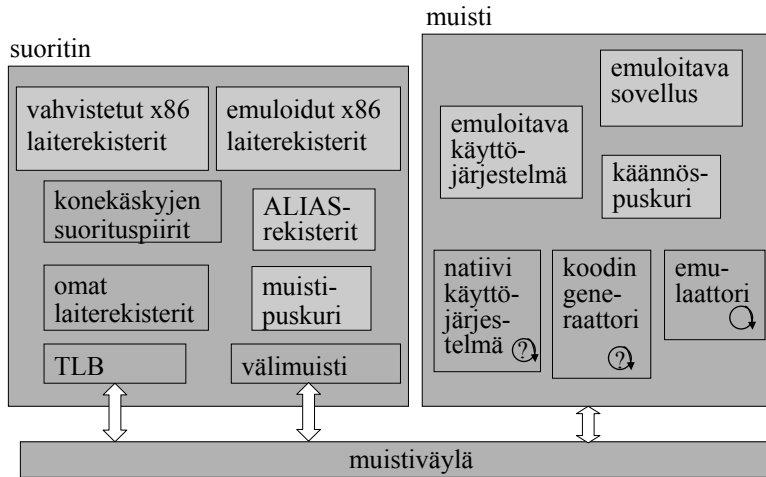 suoritin
vahvistetut x86
laiterekisterit
emuloidut x86
laiterekisterit
konekäskyjen
suorituspiirit
ALIAS-
rekisterit
omat
laiterekisterit
muisti-
puskuri
TLB
välimuisti
muisti
emuloitava
sovellus
emuloitava
käyttö-
järjestelmä
käännös-
puskuri
natiivi
käyttö-
järjes-
telmä
?
koodin
gene-
raattori
?
emu-
laattori
muistiväylä